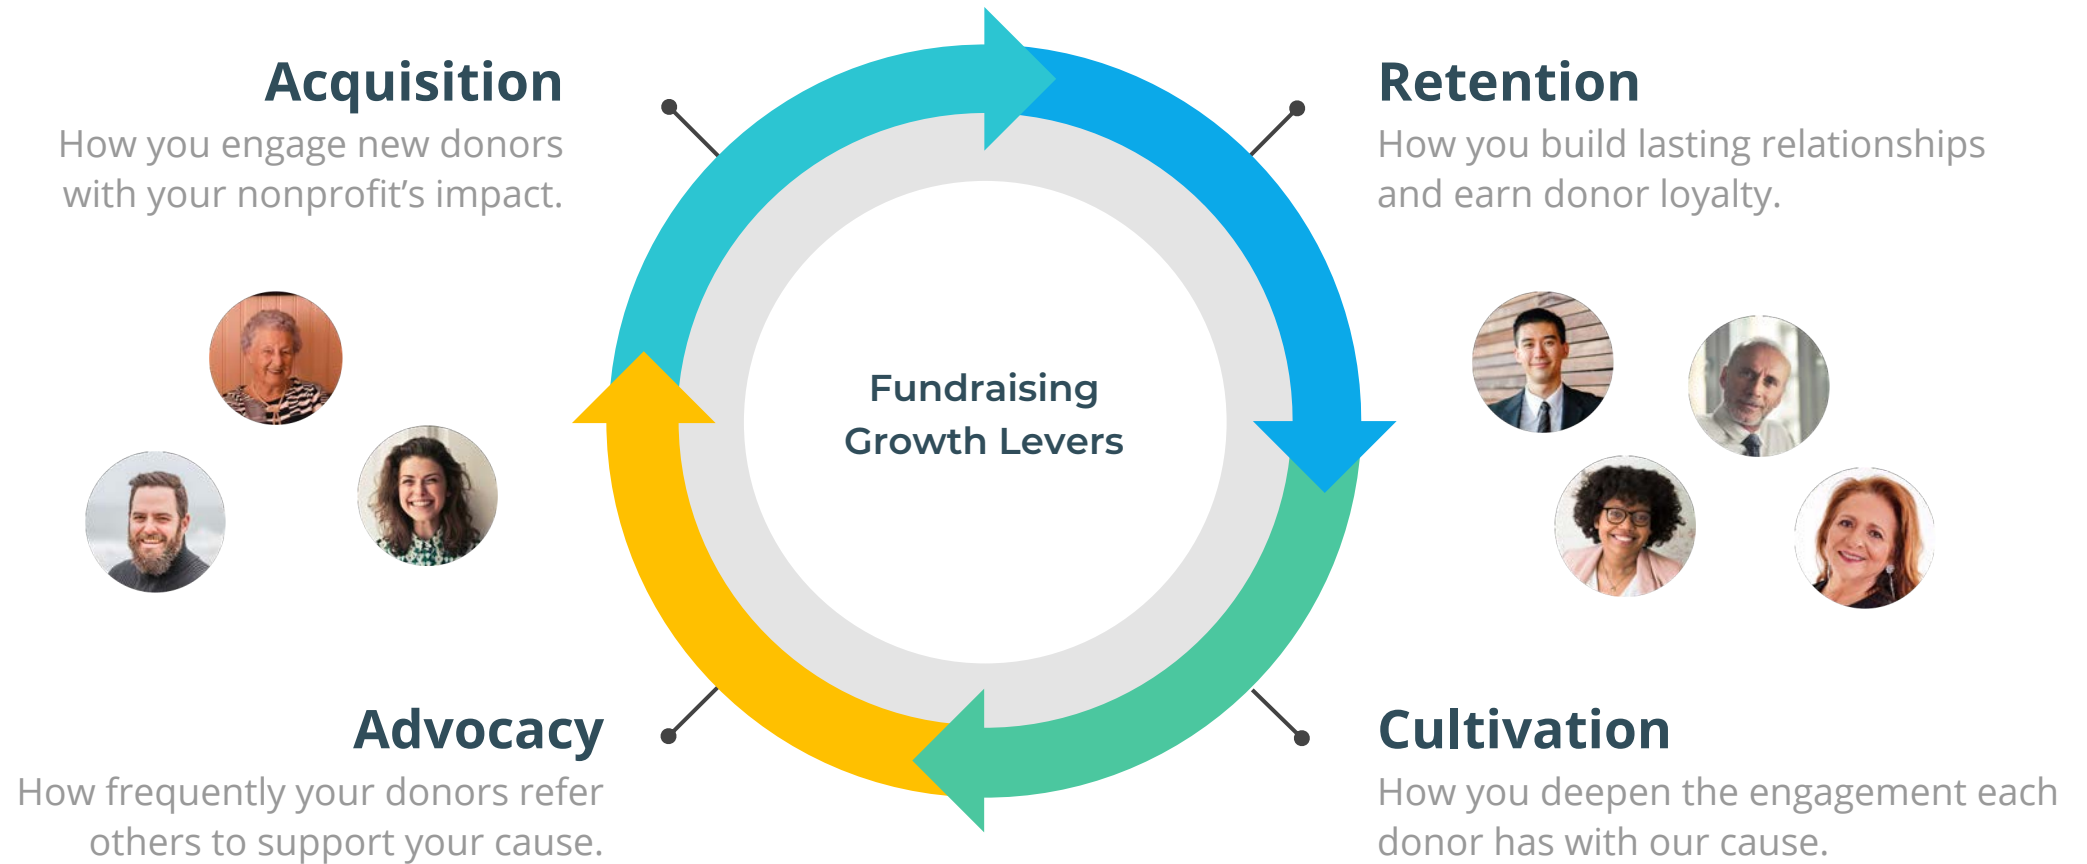 Acquisition
How you engage new donors
with your nonprofit’s impact.
Retention
How you build lasting relationships
and earn donor loyalty.
Fundraising
Growth Levers
Advocacy
How frequently your donors refer
others to support your cause.
Cultivation
How you deepen the engagement each
donor has with our cause.